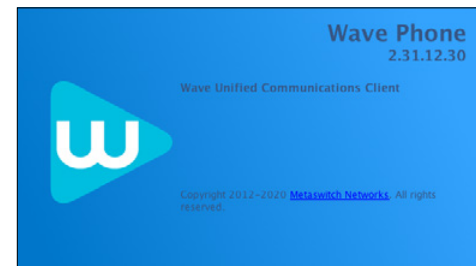 Wave Phone
2.31.12.30
Wave Unified Communications Client
w
Copyright 2012-2020 Metaswitch Networks. All rights
reserved.